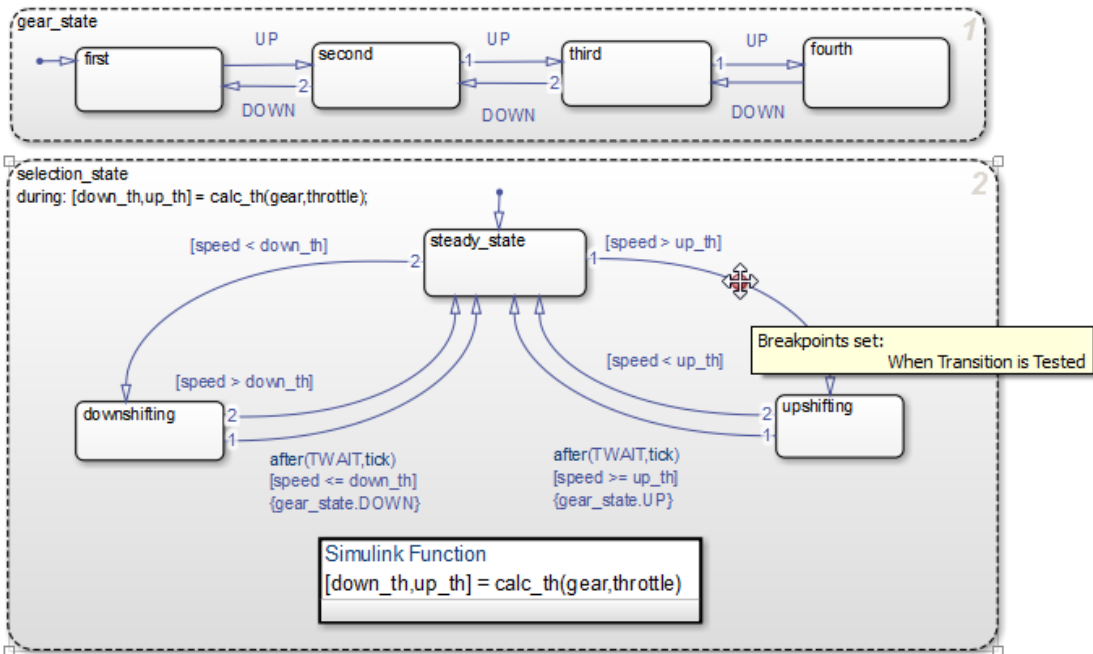 gear_state
1
first
UP
second
1
UP
third
1
UP
fourth
DOWN
2
DOWN
2
DOWN
selection_state
2
during: [down_th,up_th] = calc_th(gear,throttle);
[speed < down_th]
2
steady_state
1
[speed > up_th]
Breakpoints set:
When Transition is Tested
[speed > down_th]
[speed < up_th]
downshifting
2
1
2
1
upshifting
after(TWAIT,tick)
[speed <= down_th]
{gear_state.DOWN}
after(TWAIT,tick)
[speed >= up_th]
{gear_state.UP}
Simulink Function
[down_th,up_th] = calc_th(gear,throttle)